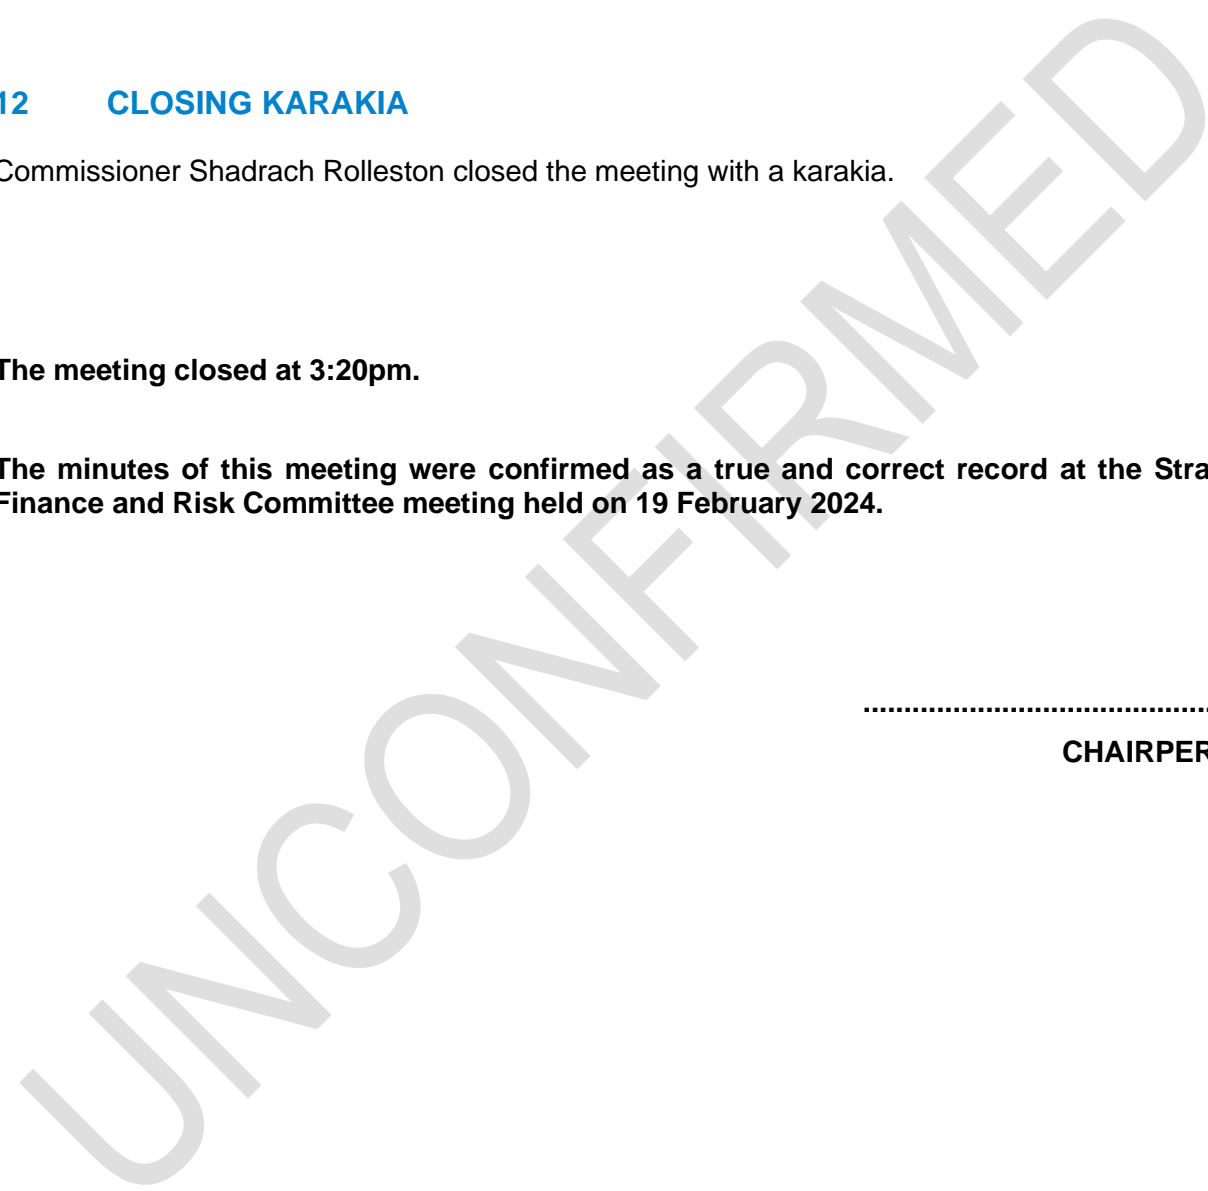 12 CLOSING KARAKIA
Commissioner Shadrach Rolleston closed the meeting with a karakia.
The meeting closed at 3:20pm.
The minutes of this meeting were confirmed as a true and correct record at the Stra
Finance and Risk Committee meeting held on 19 February 2024.
...........................................
CHAIRPER
UNCONFIRMED